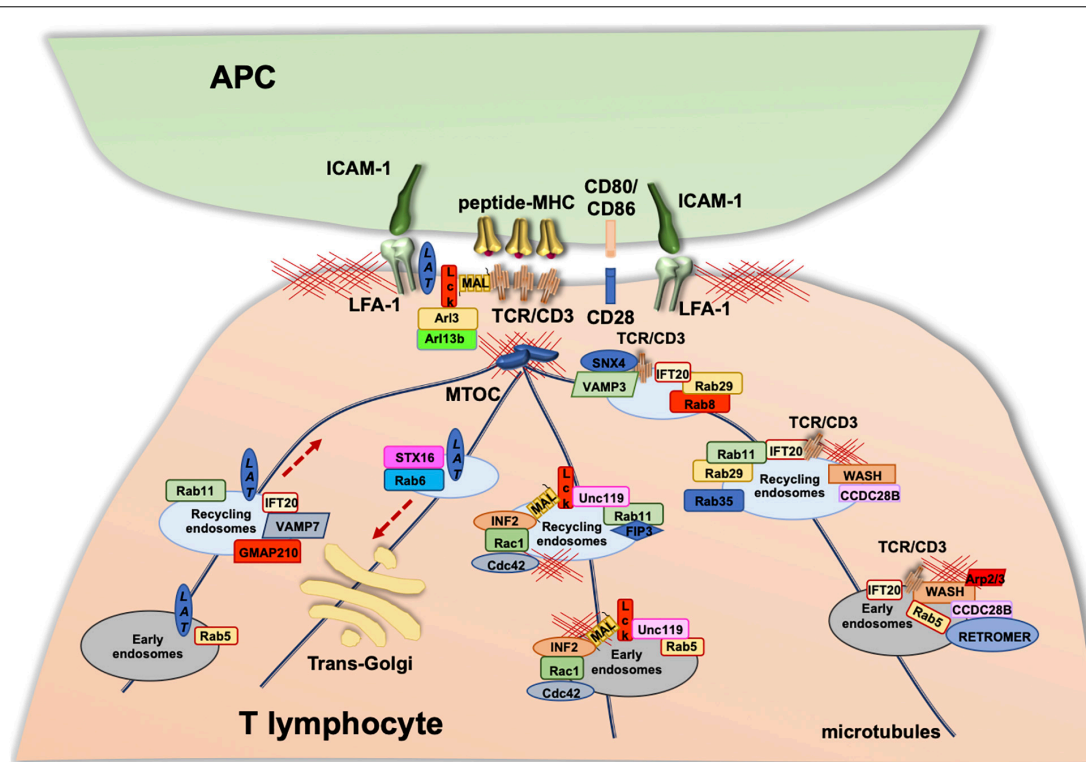 APC
ICAM-1
peptide-MHC
CD80/
CD86
ICAM-1
LAT
Lck
MAL
LFA-1
TCR/CD3
CD28
LFA-1
Arl3
Arl13b
MTOC
TCR/CD3
SNX4
IFT20
VAMP3
Rab29
Rab8
TCR/CD3
Rab11
IFT20
Rab29
Recycling
endosomes
WASH
CCDC28B
Rab35
STX16
LAT
Rab6
LAT
Rab11
IFT20
Recycling
endosomes
VAMP7
GMAP210
Lck
MAL
Unc119
INF2
Rab11
Recycling
endosomes
FIP3
Rac1
Cdc42
TCR/CD3
Arp2/3
IFT20
WASH
Early
endosomes
Rab5
CCDC28B
RETROMER
LAT
Rab5
Early
endosomes
Trans-Golgi
Lck
MAL
Unc119
INF2
Rab5
Early
endosomes
Rac1
Cdc42
T lymphocyte
microtubules